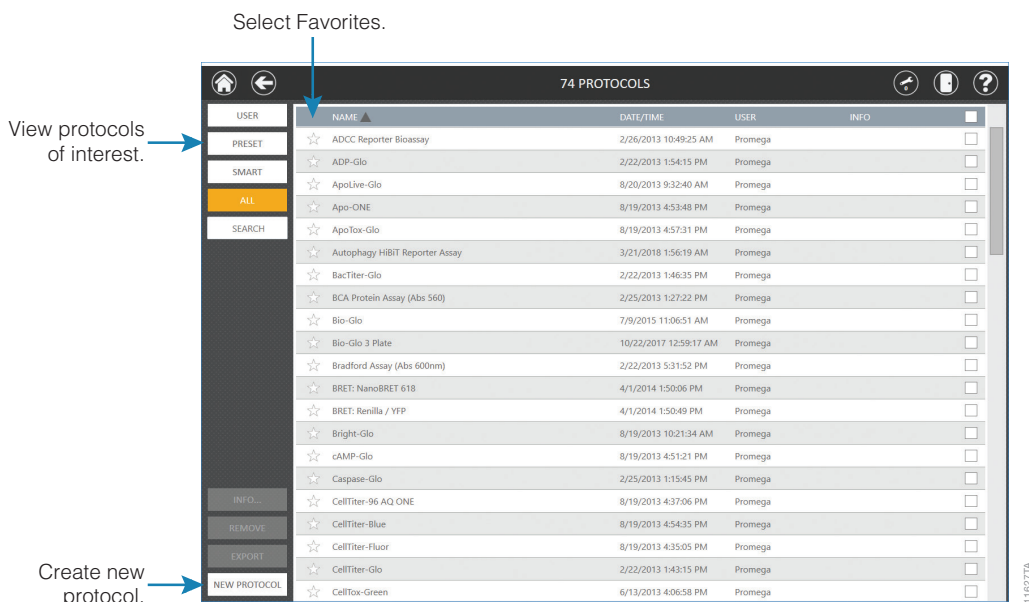 Select Favorites.
74 PROTOCOLS
View protocols
of interest.
USER
PRESET
SMART
ALL
SEARCH
NAME DATE/TIME USER INFO
ADCC Reporter Bioassay 2/26/2013 10:49:25 AM Promega
ADP-Glo 2/22/2013 1:54:15 PM Promega
ApoLive-Glo 8/20/2013 9:32:40 AM Promega
Apo-ONE 8/19/2013 4:53:48 PM Promega
ApoTox-Glo 8/19/2013 4:57:31 PM Promega
Autophagy HiBiT Reporter Assay 3/21/2018 1:56:19 AM Promega
BacTiter-Glo 2/22/2013 1:46:35 PM Promega
BCA Protein Assay (Abs 560) 2/25/2013 1:27:22 PM Promega
Bio-Glo 7/9/2015 11:06:51 AM Promega
Bio-Glo 3 Plate 10/22/2017 12:59:17 AM Promega
Bradford Assay (Abs 600nm) 2/22/2013 5:31:52 PM Promega
BRET: NanoBRET 618 4/1/2014 1:50:06 PM Promega
BRET: Renilla / YFP 4/1/2014 1:50:49 PM Promega
Bright-Glo 8/19/2013 10:21:34 AM Promega
cAMP-Glo 8/19/2013 4:51:21 PM Promega
Caspase-Glo 2/25/2013 1:15:45 PM Promega
CellTiter-96 AQ ONE 8/19/2013 4:37:06 PM Promega
CellTiter-Blue 8/19/2013 4:54:35 PM Promega
CellTiter-Fluor 8/19/2013 4:35:05 PM Promega
CellTiter-Glo 2/22/2013 1:43:15 PM Promega
CellTox-Green 6/13/2013 4:06:58 PM Promega
INFO...
REMOVE
EXPORT
NEW PROTOCOL
Create new
protocol.
11627TA